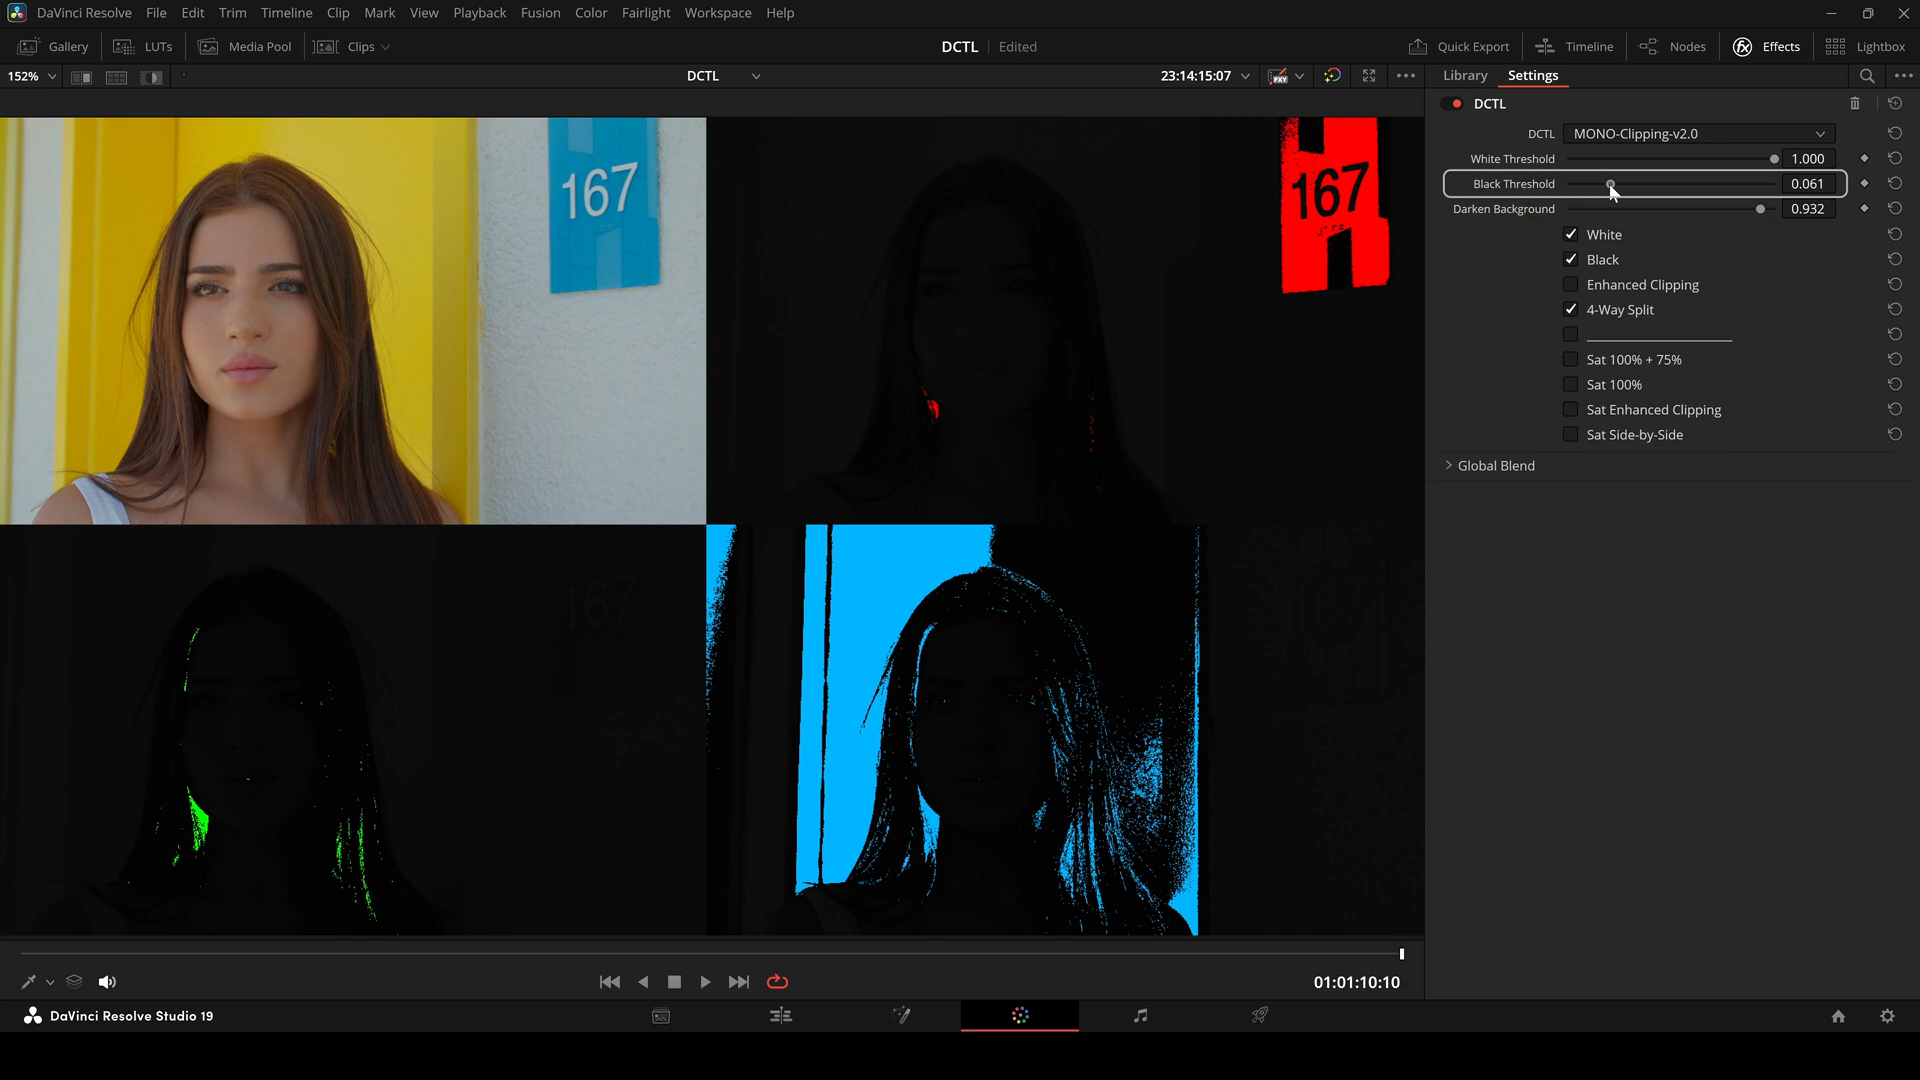 DaVinci Resolve File Edit Trim Timeline Clip Mark View Playback Fusion Color Fairlight Workspace Help
Gallery LUTs Media Pool Clips DCTL Edited Quick Export Timeline Nodes Effects Lightbox
152% DCTL 23:14:15:07 PXY Library Settings
DCTL
DCTL MONO-Clipping-v2.0
White Threshold 1.000
Black Threshold 0.061
Darken Background 0.932
White
Black
Enhanced Clipping
4-Way Split
Sat 100% + 75%
Sat 100%
Sat Enhanced Clipping
Sat Side-by-Side
Global Blend
167
167
167
01:01:10:10
DaVinci Resolve Studio 19